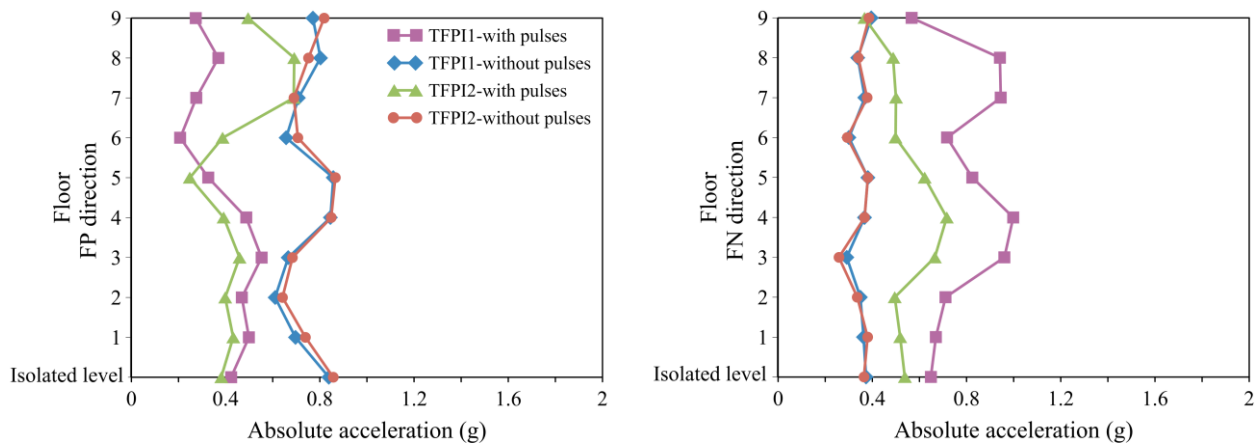 9
8
7
6
5
4
3
2
1
Isolated level
Floor
FP direction
0
0.4
0.8
1.2
1.6
2
Absolute acceleration (g)
TFPI1-with pulses
TFPI1-without pulses
TFPI2-with pulses
TFPI2-without pulses
9
8
7
6
5
4
3
2
1
Isolated level
Floor
FN direction
0
0.4
0.8
1.2
1.6
2
Absolute acceleration (g)